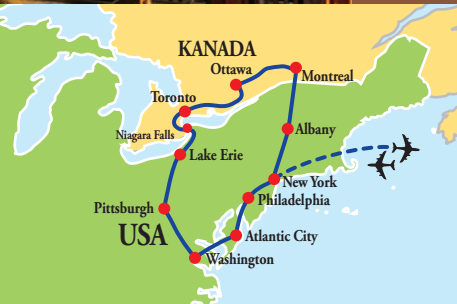 KANADA
Ottawa
Montreal
Toronto
Niagara Falls
Albany
Lake Erie
New York
Philadelphia
Pittsburgh
USA
Atlantic City
Washington